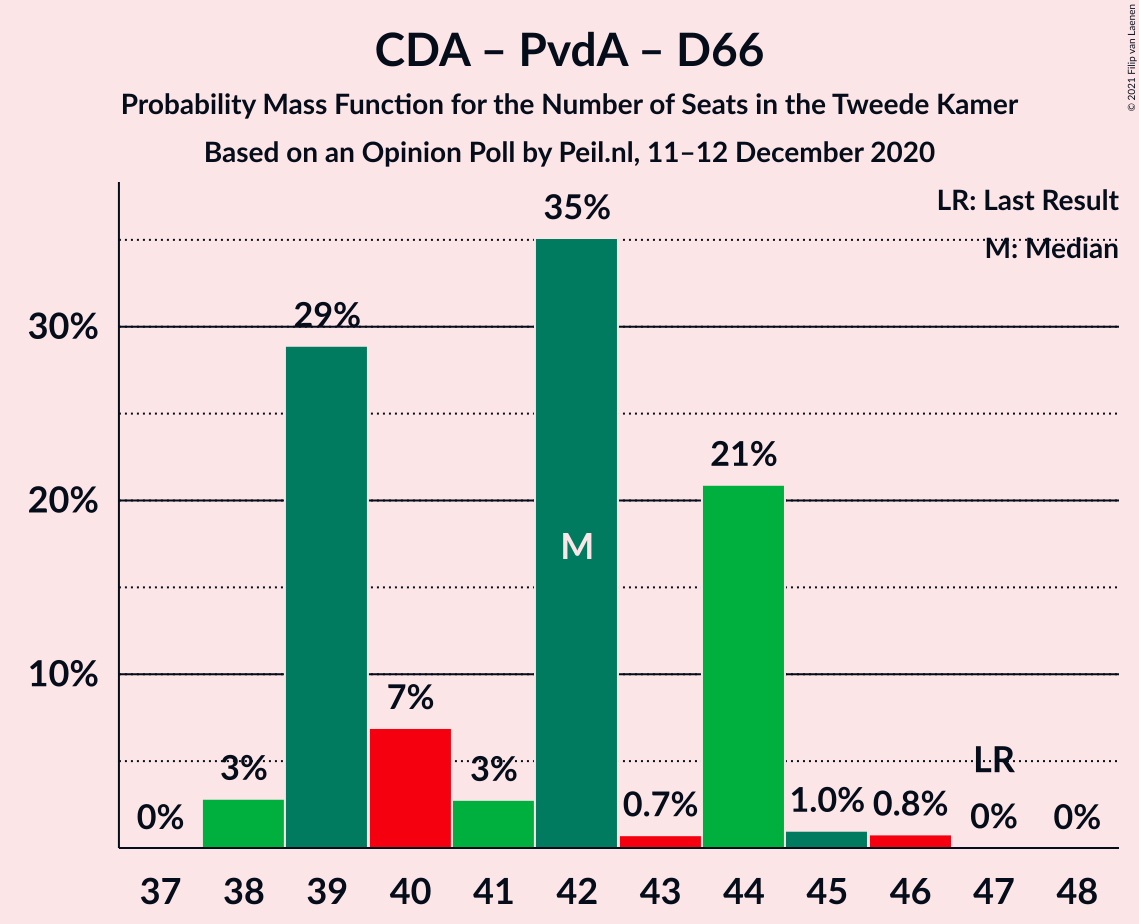 CDA – PvdA – D66
Probability Mass Function for the Number of Seats in the Tweede Kamer
Based on an Opinion Poll by Peil.nl, 11–12 December 2020
© 2021 Filip van Laenen
LR: Last Result
M: Median
30%
20%
10%
0%
3%
29%
7%
3%
35%
M
0.7%
21%
1.0%
0.8%
LR
0%
0%
37 38 39 40 41 42 43 44 45 46 47 48